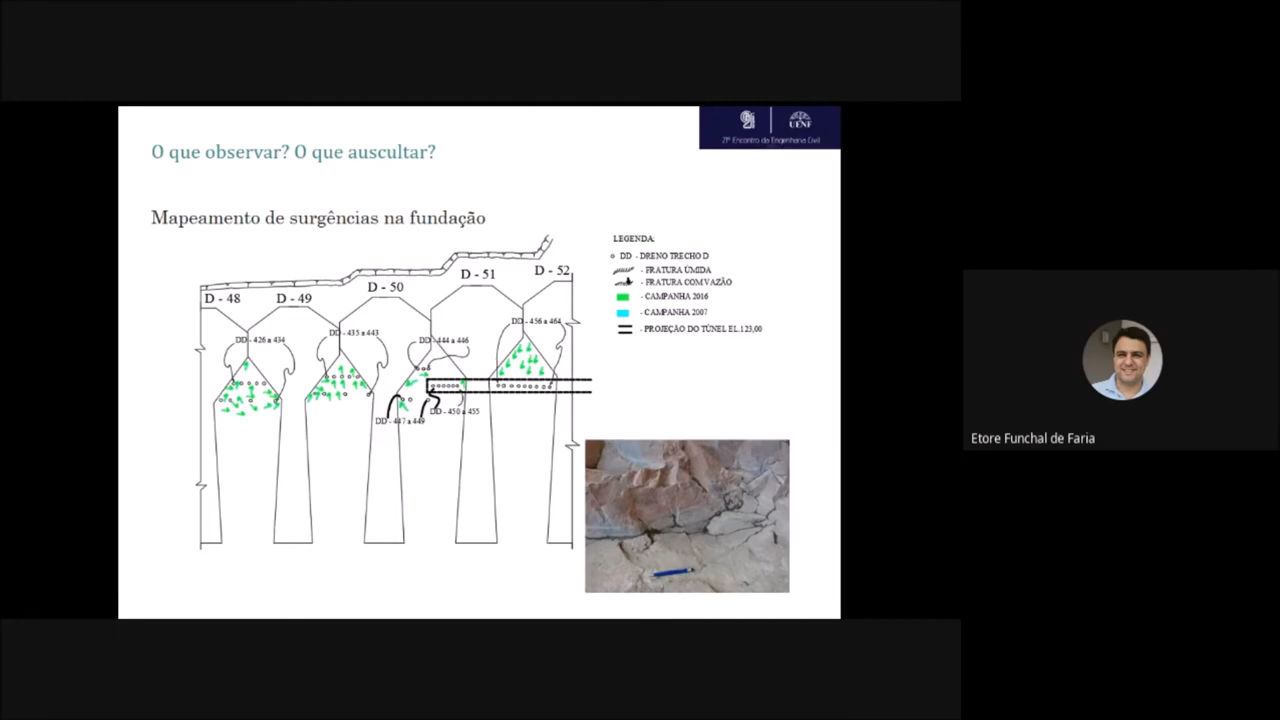 UENF
21º Encontro da Engenharia Civil
O que observar? O que auscultar?
Mapeamento de surgências na fundação
LEGENDA:
DD - DRENO TRECHO D
- FRATURA ÚMIDA
- FRATURA COM VAZÃO
- CAMPANHA 2016
- CAMPANHA 2007
- PROJEÇÃO DO TÚNEL EL.123,00
D - 48
D - 49
D - 50
D - 51
D - 52
DD - 426 a 434
DD - 435 a 443
DD - 444 a 446
DD - 456 a 464
DD - 447 a 449
DD - 450 a 455
Etore Funchal de Faria